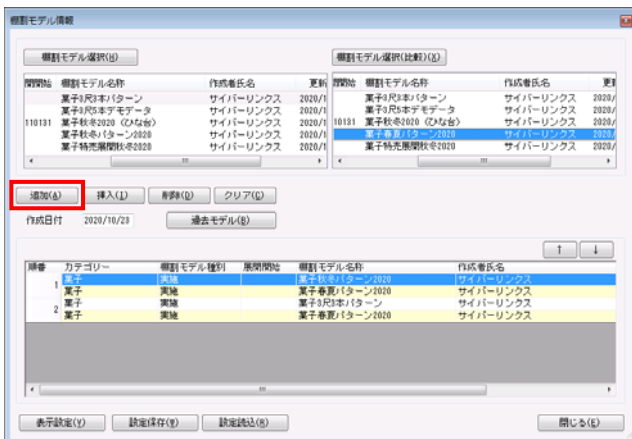 棚割モデル情報
棚割モデル選択(M) 棚割モデル選択(比較)(X)
開開始 棚割モデル名称 作成者氏名 更新 開開始 棚割モデル名称 作成者氏名 更新
菓子3尺3本パターン サイバーリンクス 2020/1 菓子3尺3本パターン サイバーリンクス 2020/
菓子3尺5本デモデータ サイバーリンクス 2020/1 菓子3尺5本デモデータ サイバーリンクス 2020/
110131 菓子秋冬2020 (ひな台) サイバーリンクス 2020/1 10131 菓子秋冬2020 (ひな台) サイバーリンクス 2020/
菓子秋冬パターン2020 サイバーリンクス 2020/1 菓子春夏パターン2020 サイバーリンクス 2020/
菓子特売展開秋冬2020 サイバーリンクス 2020/1 菓子特売展開秋冬2020 サイバーリンクス 2020/
追加(A) 挿入(I) 削除(D) クリア(C)
作成日付 2020/10/23 過去モデル(B)
↑ ↓
順番 カテゴリー 棚割モデル種別 展開開始 棚割モデル名称 作成者氏名
1 菓子 実施 菓子秋冬パターン2020 サイバーリンクス
菓子 実施 菓子春夏パターン2020 サイバーリンクス
2 菓子 実施 菓子3尺3本パターン サイバーリンクス
菓子 実施 菓子春夏パターン2020 サイバーリンクス
表示設定(Y) 設定保存(W) 設定読込(R) 閉じる(E)